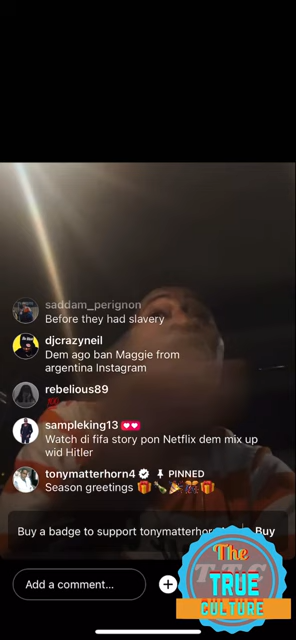 saddam_perignon
Before they had slavery
djcrazyneil
Dem ago ban Maggie from
argentina Instagram
rebelious89
💯
sampleking13
Watch di fifa story pon Netflix dem mix up
wid Hitler
tonymatterhorn4 PINNED
Season greetings 🎁🍾🎉🎊🎁
Buy a badge to support Buy
Add a comment...
The
T.T.C
TRUE
CULTURE